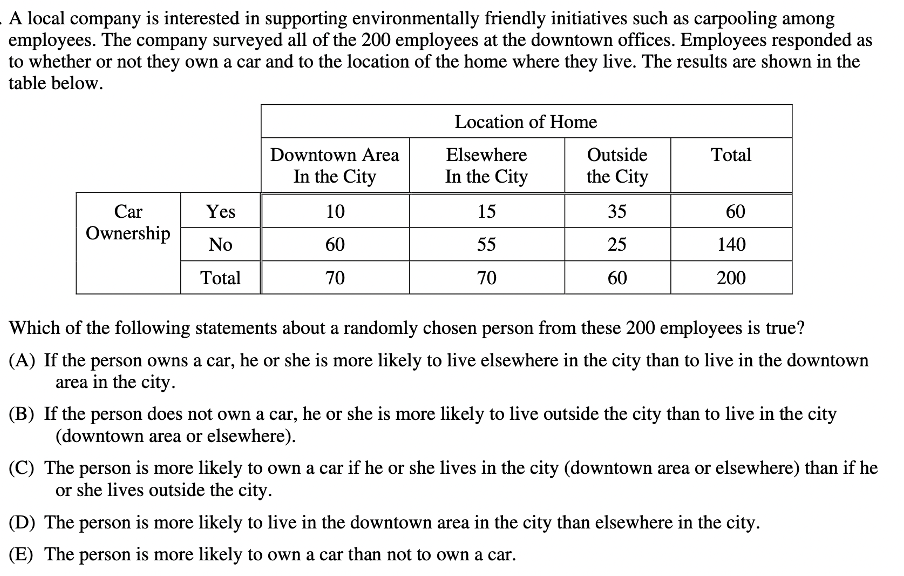 . A local company is interested in supporting environmentally friendly initiatives such as carpooling among
employees. The company surveyed all of the 200 employees at the downtown offices. Employees responded as
to whether or not they own a car and to the location of the home where they live. The results are shown in the
table below.
Location of Home
Downtown Area In the City Elsewhere In the City Outside the City Total
Car Ownership Yes 10 15 35 60
No 60 55 25 140
Total 70 70 60 200
Which of the following statements about a randomly chosen person from these 200 employees is true?
(A) If the person owns a car, he or she is more likely to live elsewhere in the city than to live in the downtown
area in the city.
(B) If the person does not own a car, he or she is more likely to live outside the city than to live in the city
(downtown area or elsewhere).
(C) The person is more likely to own a car if he or she lives in the city (downtown area or elsewhere) than if he
or she lives outside the city.
(D) The person is more likely to live in the downtown area in the city than elsewhere in the city.
(E) The person is more likely to own a car than not to own a car.